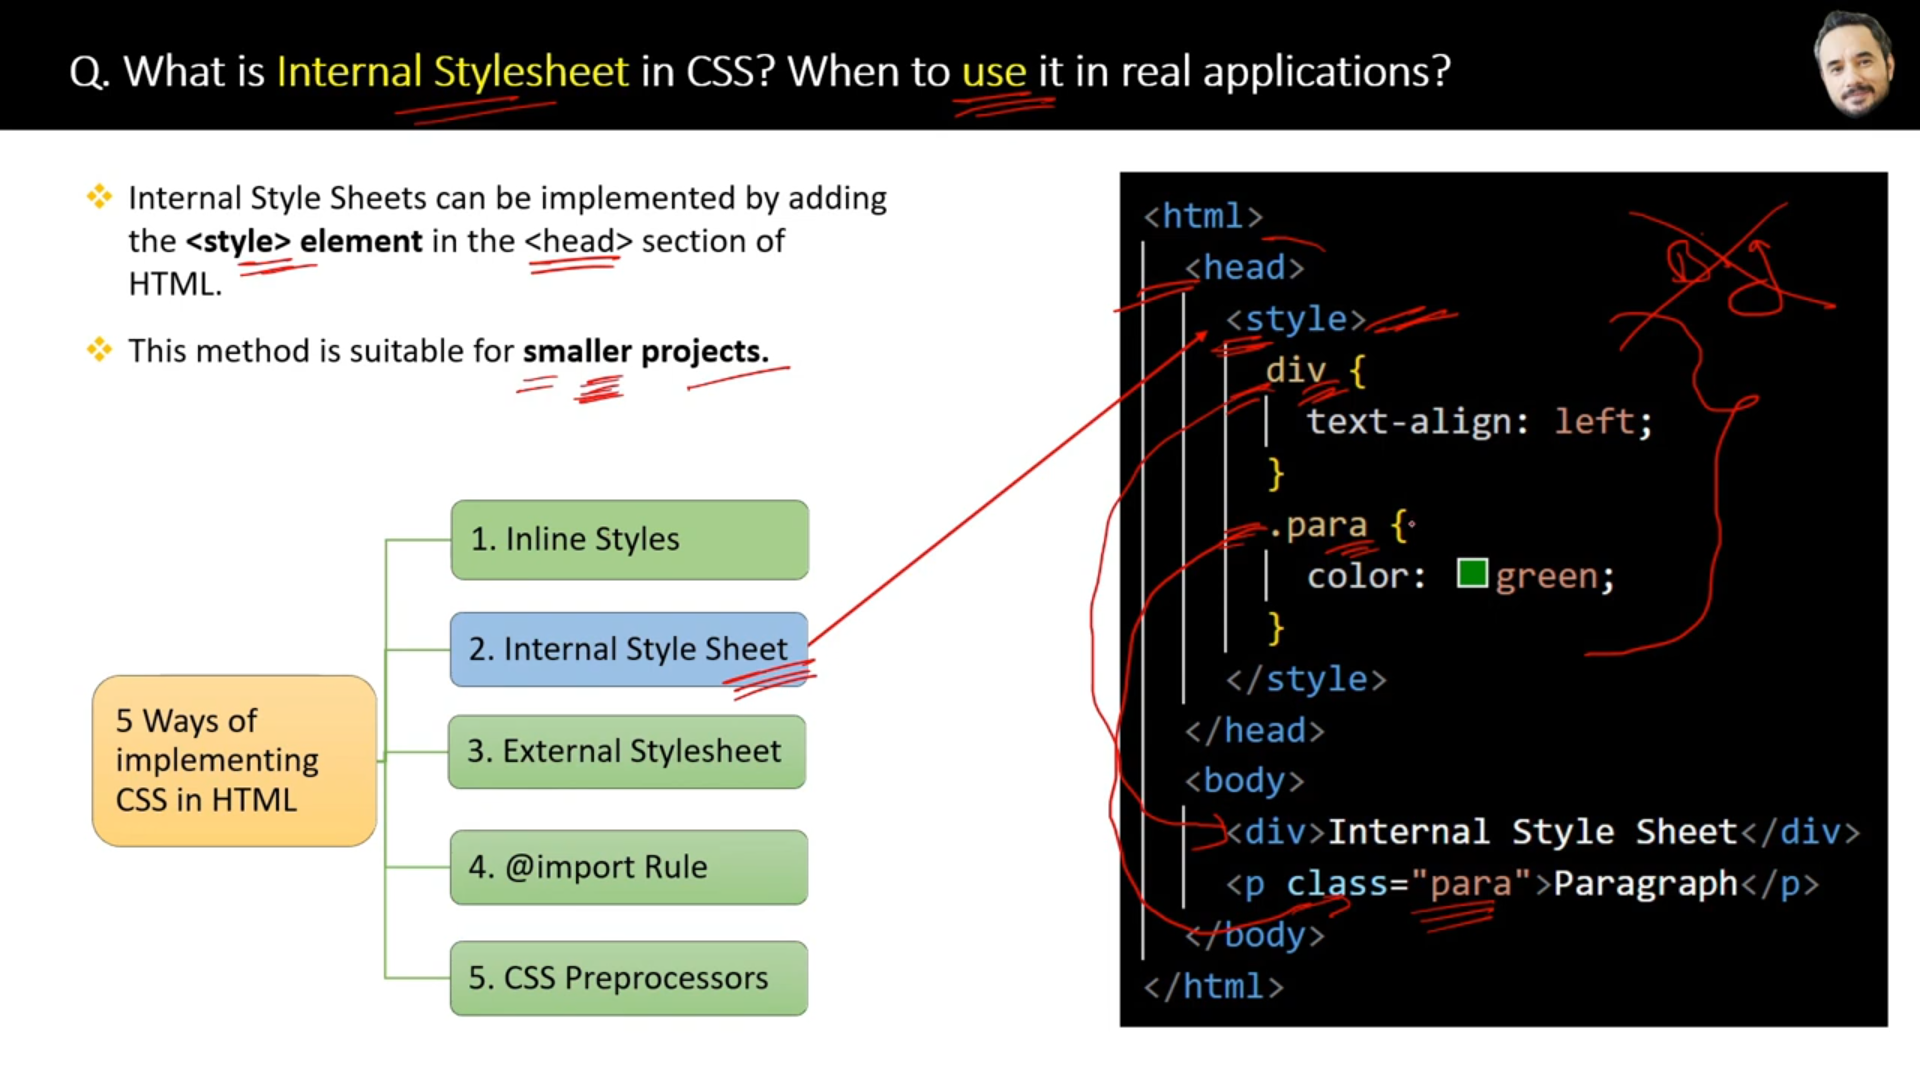 Q. What is Internal Stylesheet in CSS? When to use it in real applications?
Internal Style Sheets can be implemented by adding
the <style> element in the <head> section of
HTML.
This method is suitable for smaller projects.
5 Ways of
implementing
CSS in HTML
1. Inline Styles
2. Internal Style Sheet
3. External Stylesheet
4. @import Rule
5. CSS Preprocessors
<html>
<head>
<style>
div {
text-align: left;
}
.para {
color: green;
}
</style>
</head>
<body>
<div>Internal Style Sheet</div>
<p class="para">Paragraph</p>
</body>
</html>